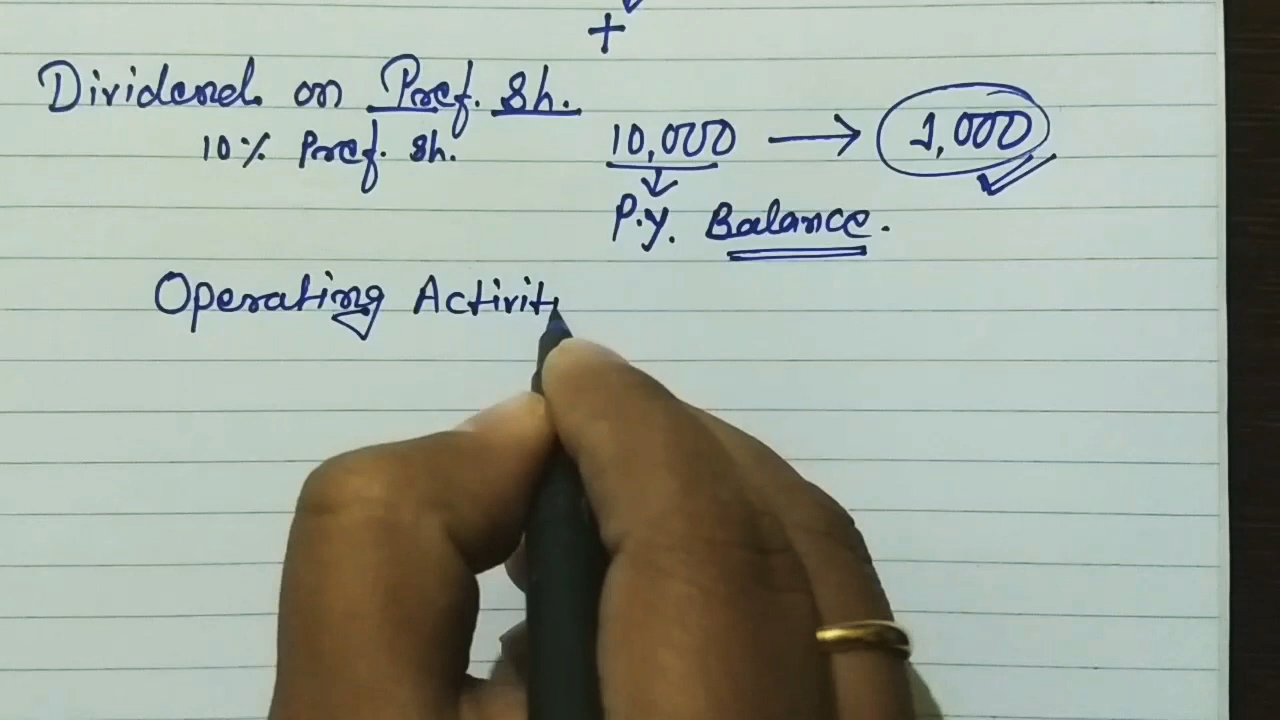 +
Dividend on Pref. Sh.
10% Pref. Sh. 10,000 → 1,000
P.Y. Balance.
Operating Activit